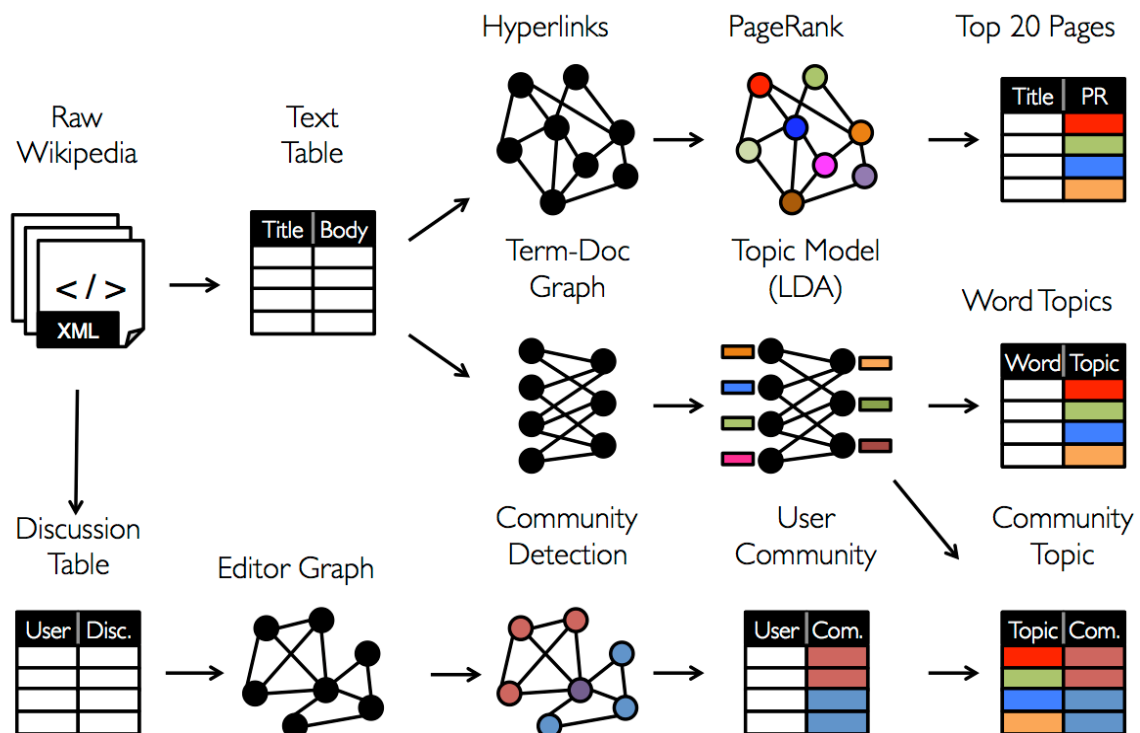 Hyperlinks
PageRank
Top 20 Pages
Raw
Wikipedia
Text
Table
Title PR
Title Body
</>
XML
Term-Doc
Graph
Topic Model
(LDA)
Word Topics
Word Topic
Discussion
Table
Editor Graph
Community
Detection
User
Community
Community
Topic
User Disc.
User Com.
Topic Com.